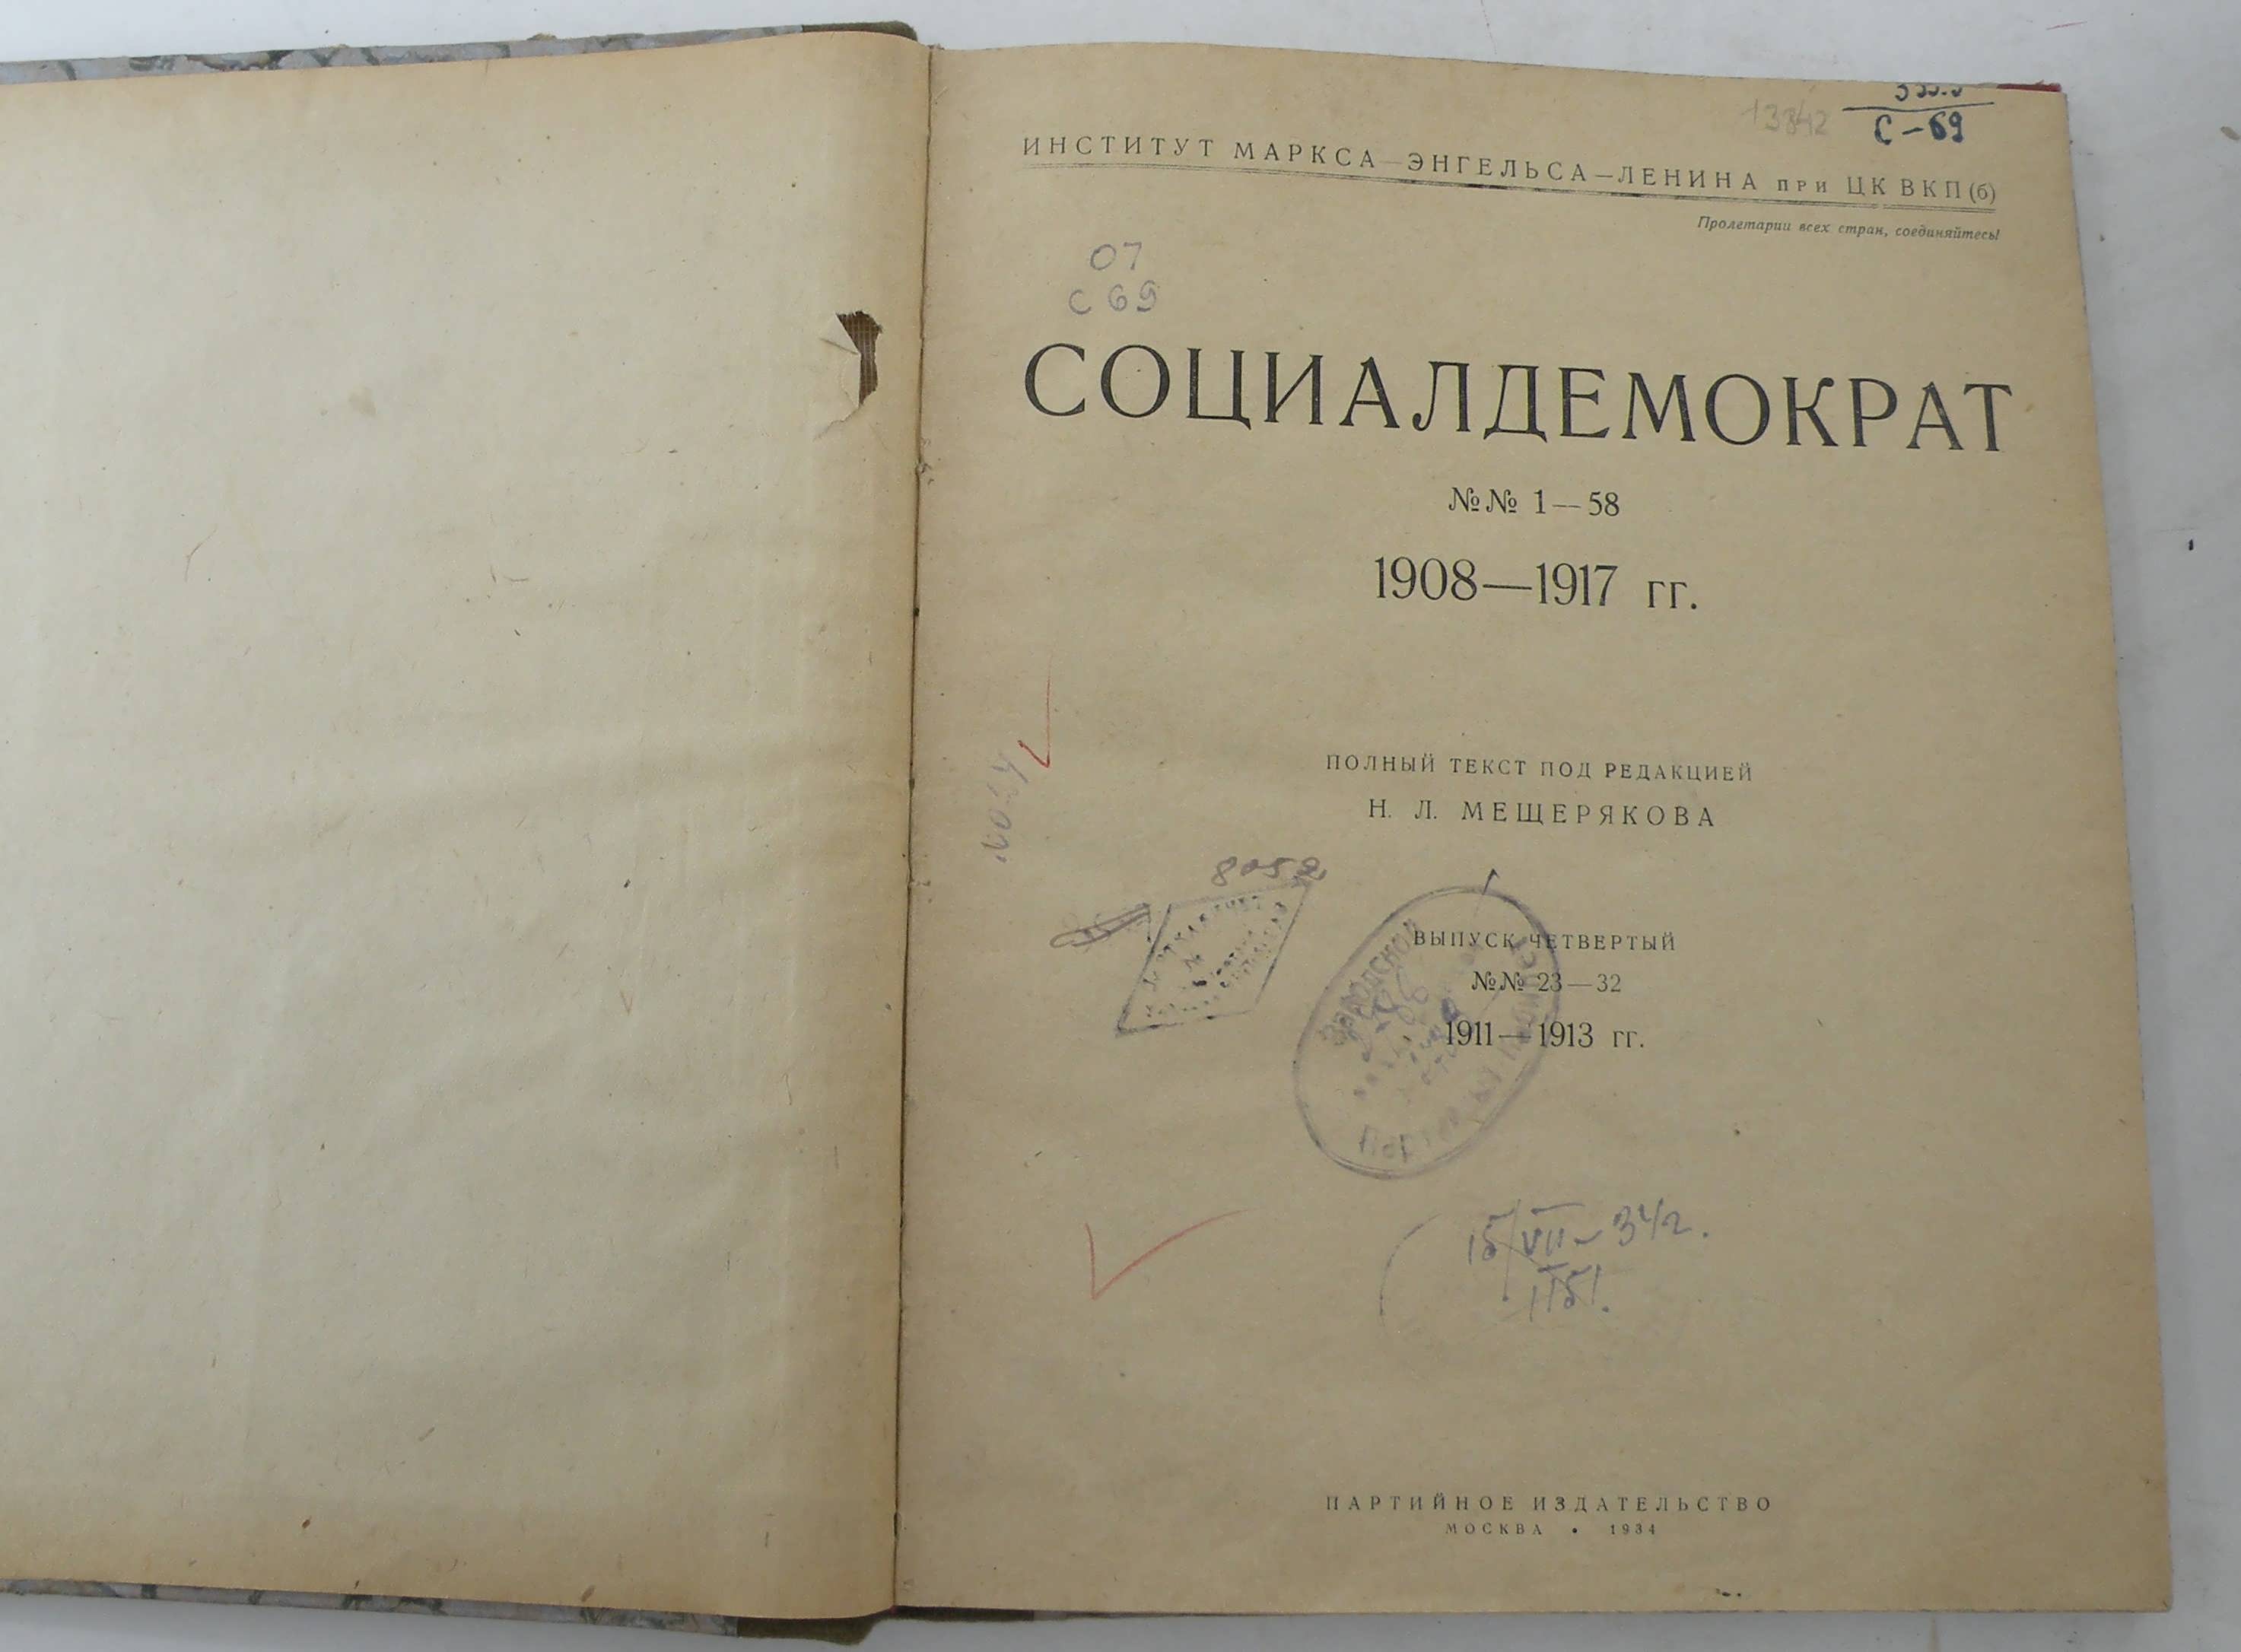 13842
С-69
ИНСТИТУТ МАРКСА—ЭНГЕЛЬСА—ЛЕНИНА ПРИ ЦК ВКП(б)
Пролетарии всех стран, соединяйтесь!
07
С 69
СОЦИАЛДЕМОКРАТ
№№ 1—58
1908—1917 гг.
ПОЛНЫЙ ТЕКСТ ПОД РЕДАКЦИЕЙ
Н. Л. МЕЩЕРЯКОВА
8052
ЗАВОДСКОЙ
ВЫПУСК ЧЕТВЕРТЫЙ
№№ 23—32
1911—1913 гг.
15/VII-34г.
ПАРТИЙНОЕ ИЗДАТЕЛЬСТВО
МОСКВА • 1934